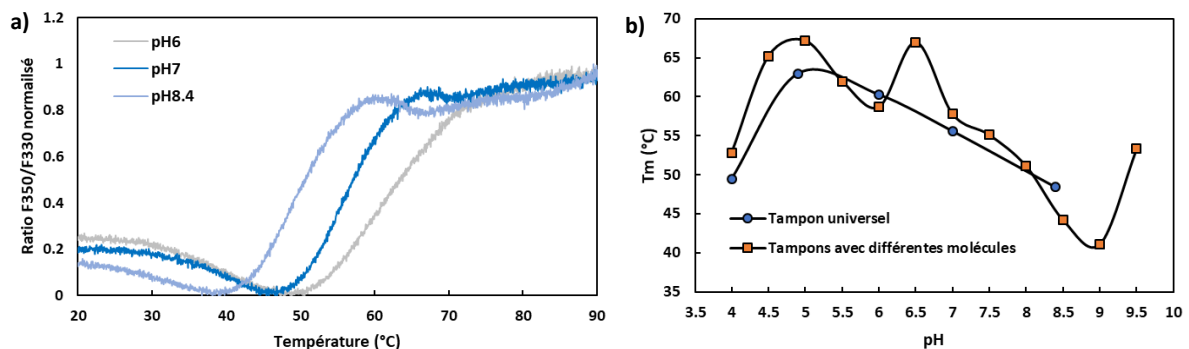 a)
Ratio F350/F330 normailsé
1.2
1
0.8
0.6
0.4
0.2
0
pH6
pH7
pH8.4
20 30 40 50 60 70 80 90
Température (°C)
b)
Tm (°C)
70
65
60
55
50
45
40
35
Tampon universel
Tampons avec différentes molécules
3.5 4 4.5 5 5.5 6 6.5 7 7.5 8 8.5 9 9.5 10
pH